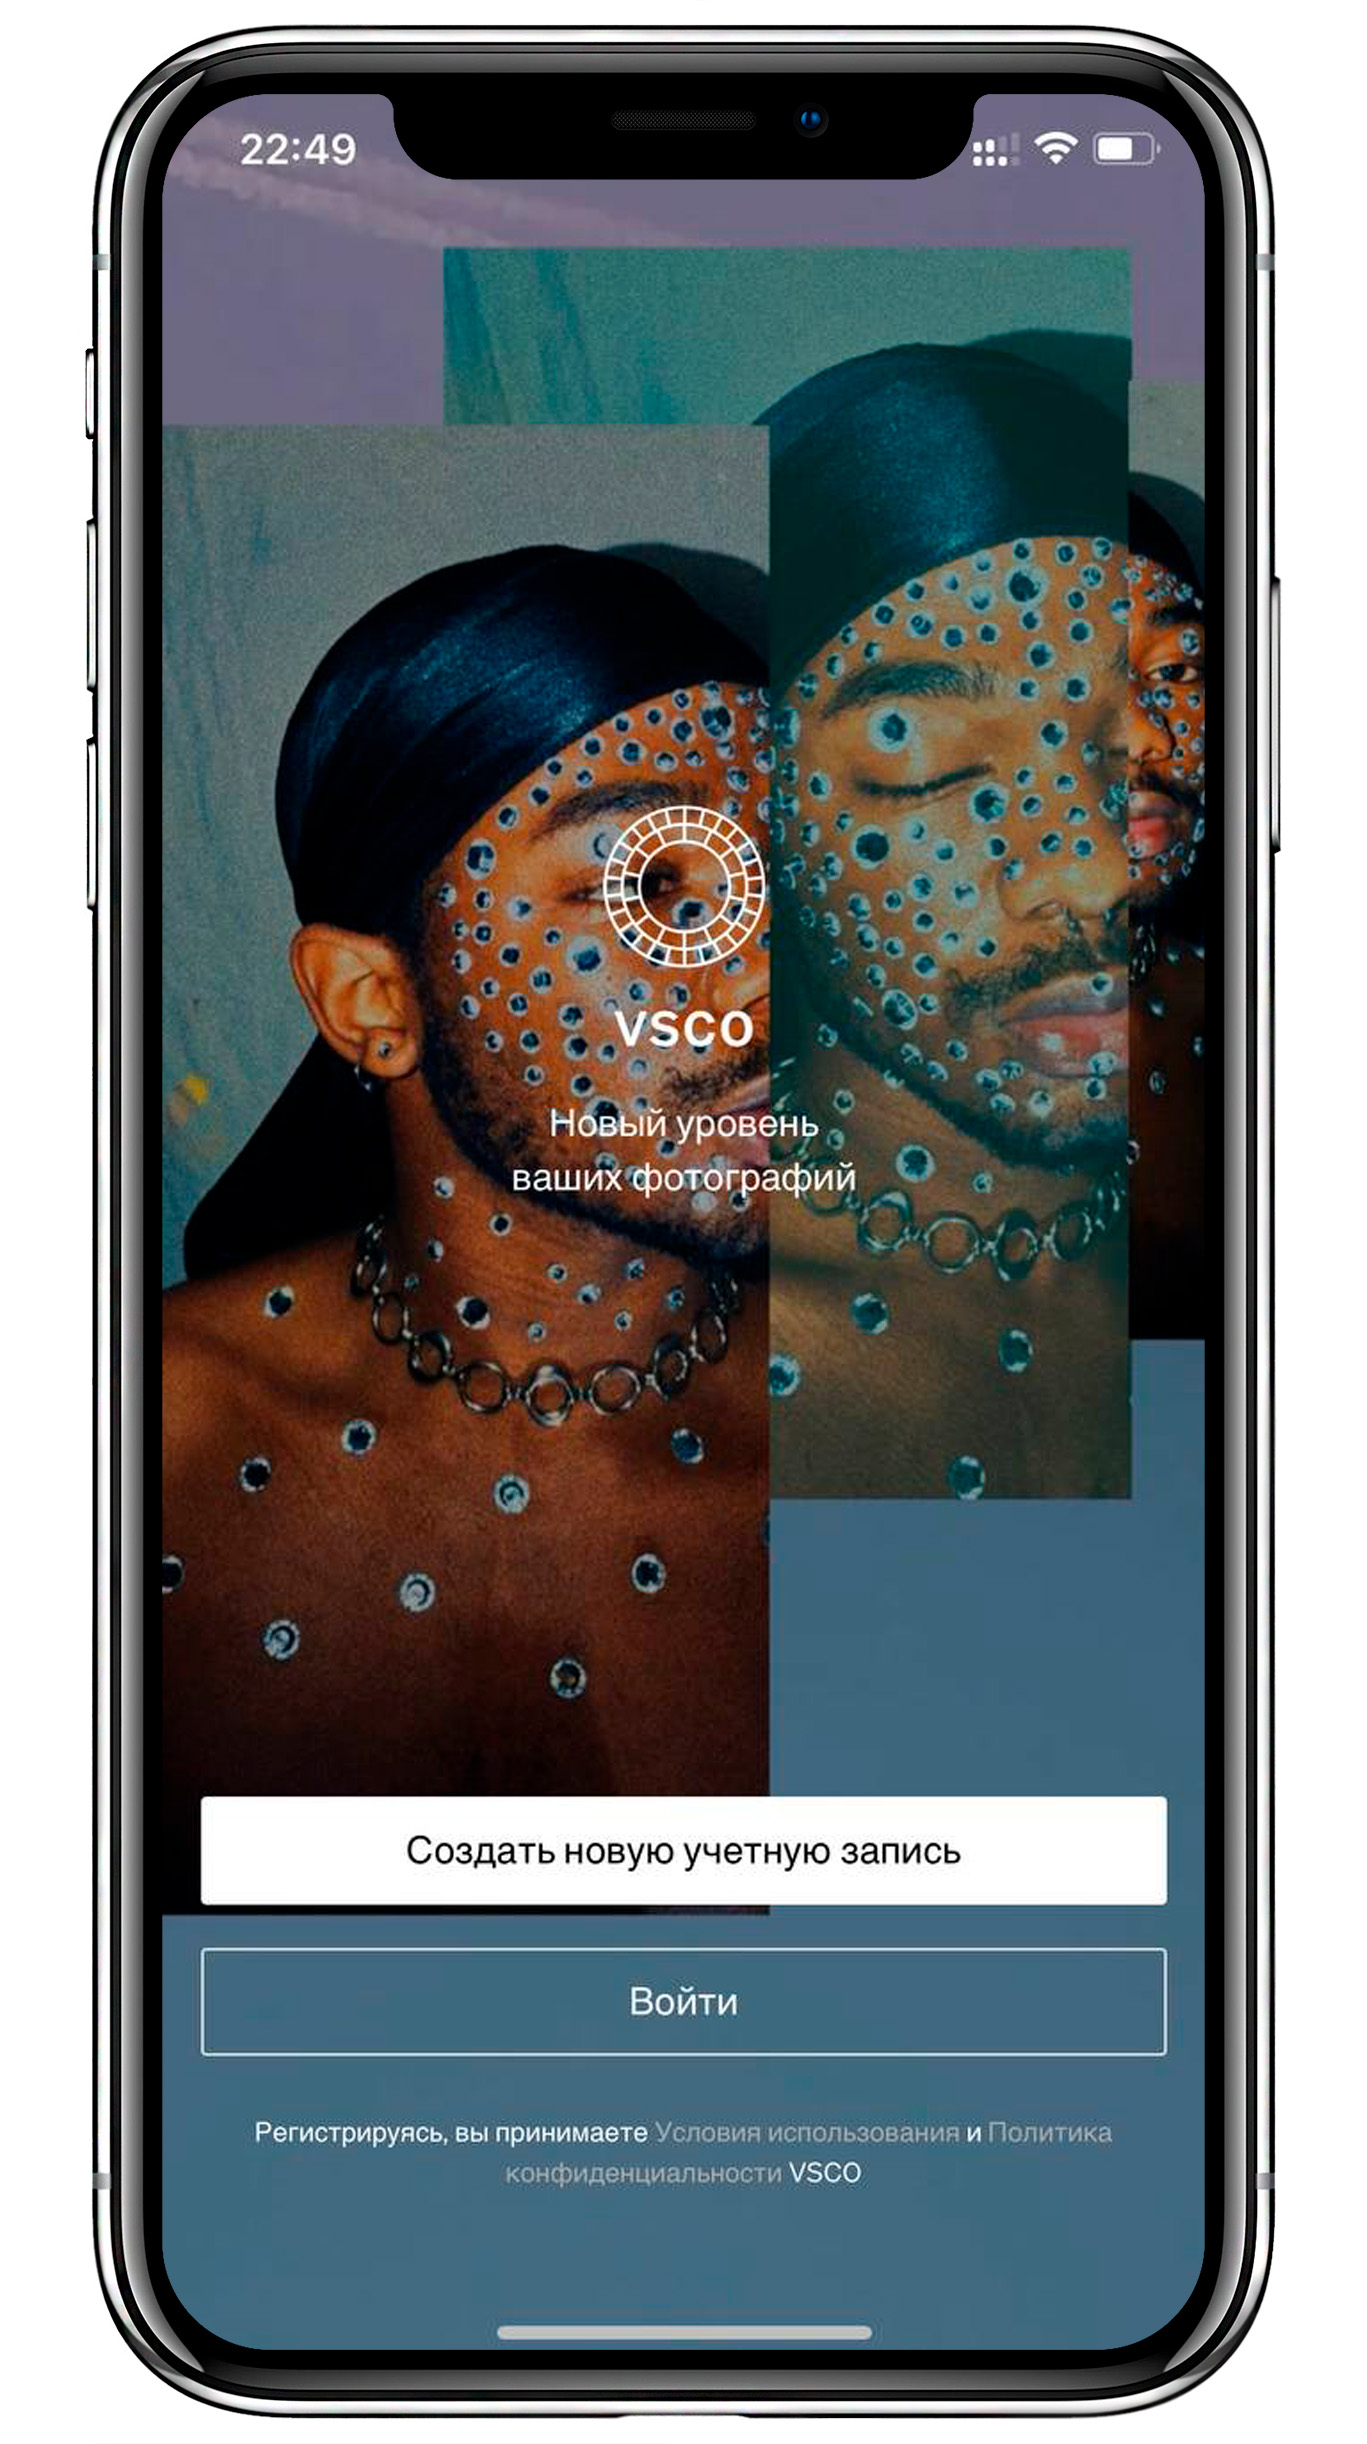 22:49
VSCO
Новый уровень
ваших фотографий
Создать новую учетную запись
Войти
Регистрируясь, вы принимаете Условия использования и Политика
конфиденциальности VSCO